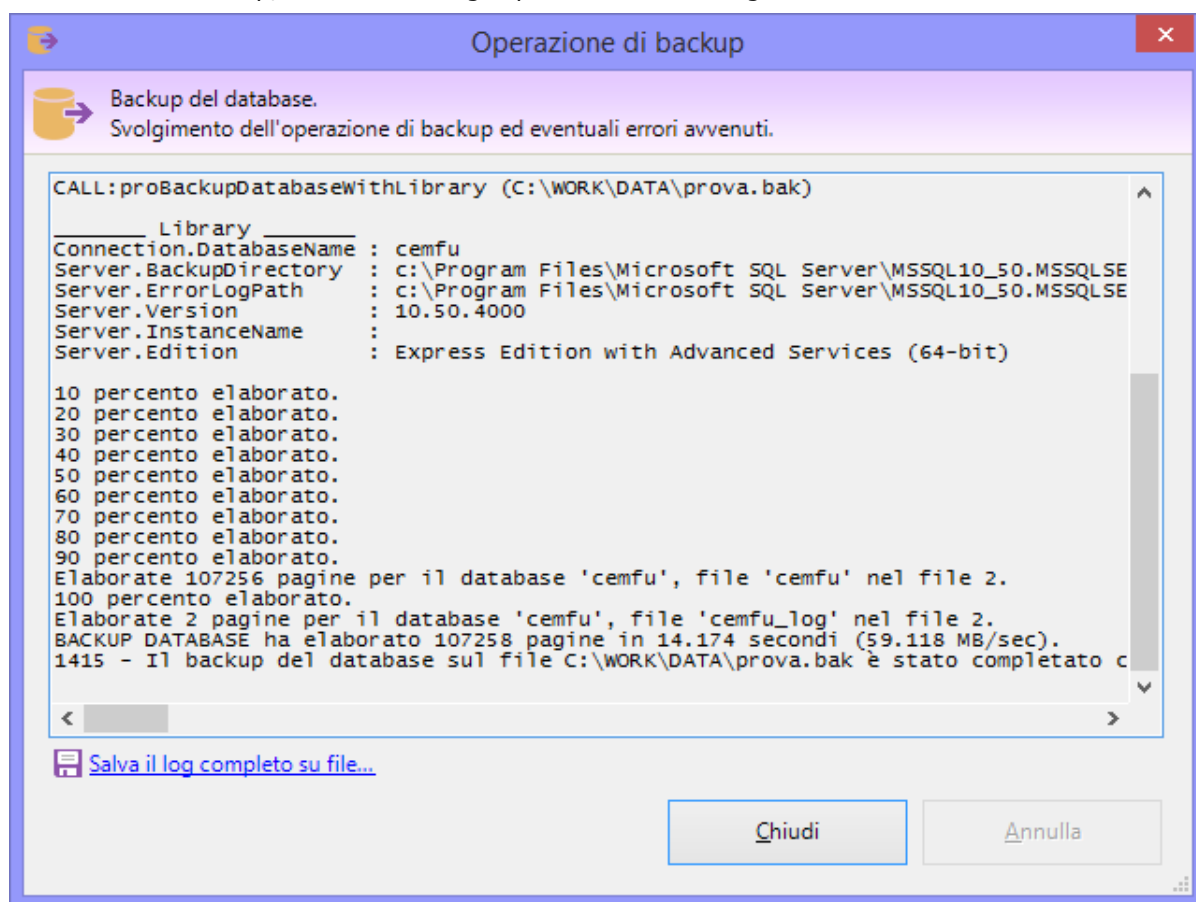 Operazione di backup
Backup del database.
Svolgimento dell'operazione di backup ed eventuali errori avvenuti.
CALL:proBackupDatabaseWithLibrary (C:\WORK\DATA\prova.bak)
_______ Library _______
Connection.DatabaseName : cemfu
Server.BackupDirectory : c:\Program Files\Microsoft SQL Server\MSSQL10_50.MSSQLSE
Server.ErrorLogPath : c:\Program Files\Microsoft SQL Server\MSSQL10_50.MSSQLSE
Server.Version : 10.50.4000
Server.InstanceName :
Server.Edition : Express Edition with Advanced Services (64-bit)
10 percento elaborato.
20 percento elaborato.
30 percento elaborato.
40 percento elaborato.
50 percento elaborato.
60 percento elaborato.
70 percento elaborato.
80 percento elaborato.
90 percento elaborato.
Elaborate 107256 pagine per il database 'cemfu', file 'cemfu' nel file 2.
100 percento elaborato.
Elaborate 2 pagine per il database 'cemfu', file 'cemfu_log' nel file 2.
BACKUP DATABASE ha elaborato 107258 pagine in 14.174 secondi (59.118 MB/sec).
1415 - Il backup del database sul file C:\WORK\DATA\prova.bak è stato completato c
Salva il log completo su file...
Chiudi
Annulla